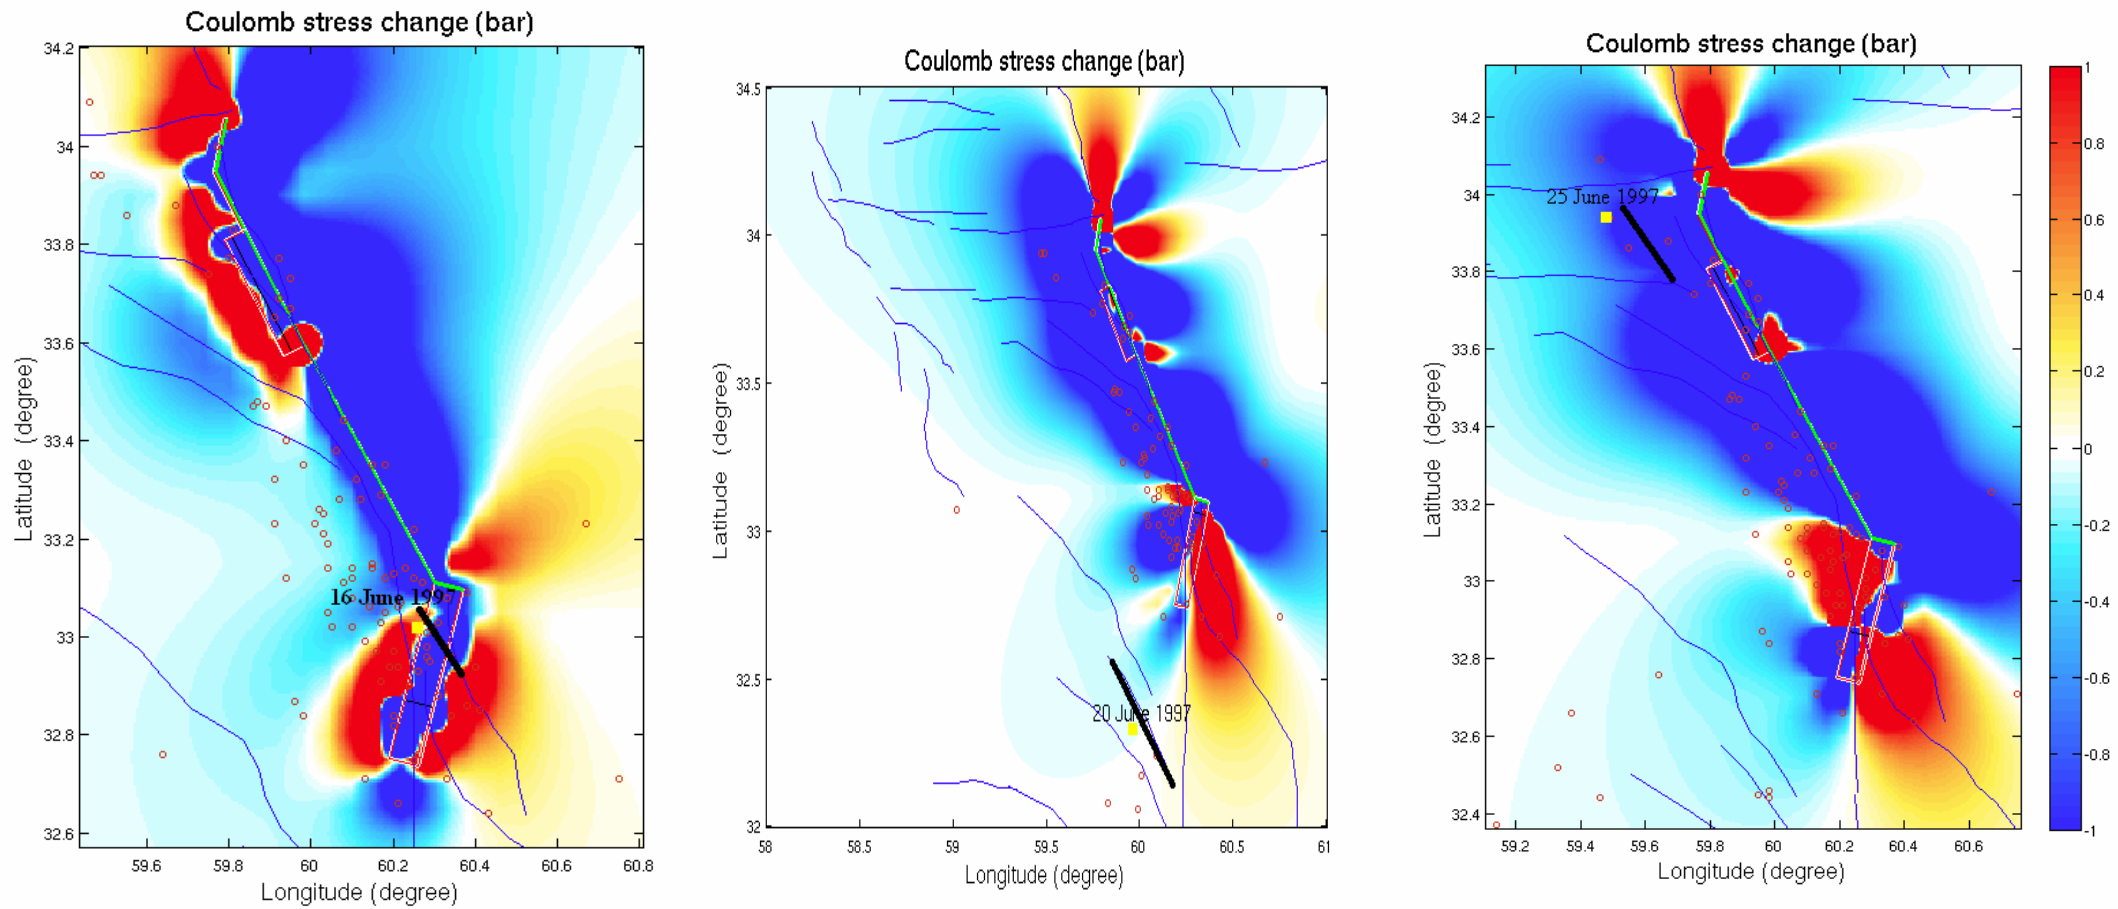 Coulomb stress change (bar)
34.2
34
33.8
33.6
33.4
33.2
33
32.8
32.6
Latitude (degree)
16 June 1997
59.6 59.8 60 60.2 60.4 60.6 60.8
Longitude (degree)
Coulomb stress change (bar)
34.5
34
33.5
33
32.5
32
Latitude (degree)
20 June 1997
58 58.5 59 59.5 60 60.5 61
Longitude (degree)
Coulomb stress change (bar)
34.2
34
33.8
33.6
33.4
33.2
33
32.8
32.6
32.4
Latitude (degree)
25 June 1997
59.2 59.4 59.6 59.8 60 60.2 60.4 60.6
Longitude (degree)
1
0.8
0.6
0.4
0.2
0
-0.2
-0.4
-0.6
-0.8
-1